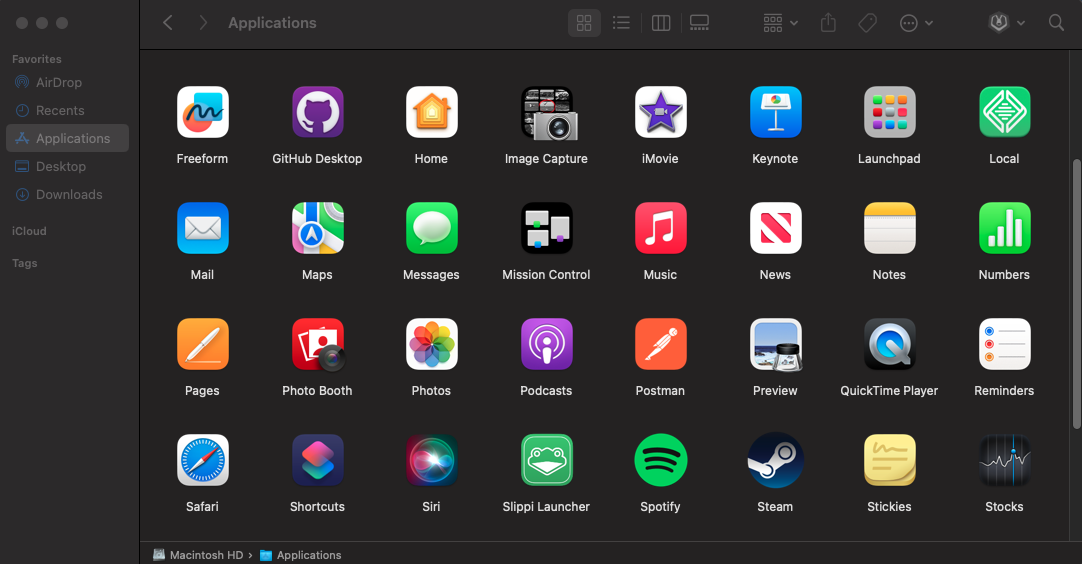 Applications
Favorites
AirDrop
Recents
Applications
Desktop
Downloads
iCloud
Tags
Freeform
GitHub Desktop
Home
Image Capture
iMovie
Keynote
Launchpad
Local
Mail
Maps
Messages
Mission Control
Music
News
Notes
Numbers
Pages
Photo Booth
Photos
Podcasts
Postman
Preview
QuickTime Player
Reminders
Safari
Shortcuts
Siri
Slippi Launcher
Spotify
Steam
Stickies
Stocks
Macintosh HD › Applications